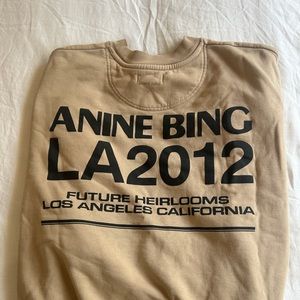 ANINE BING
LA2012
FUTURE HEIRLOOMS
LOS ANGELES CALIFORNIA